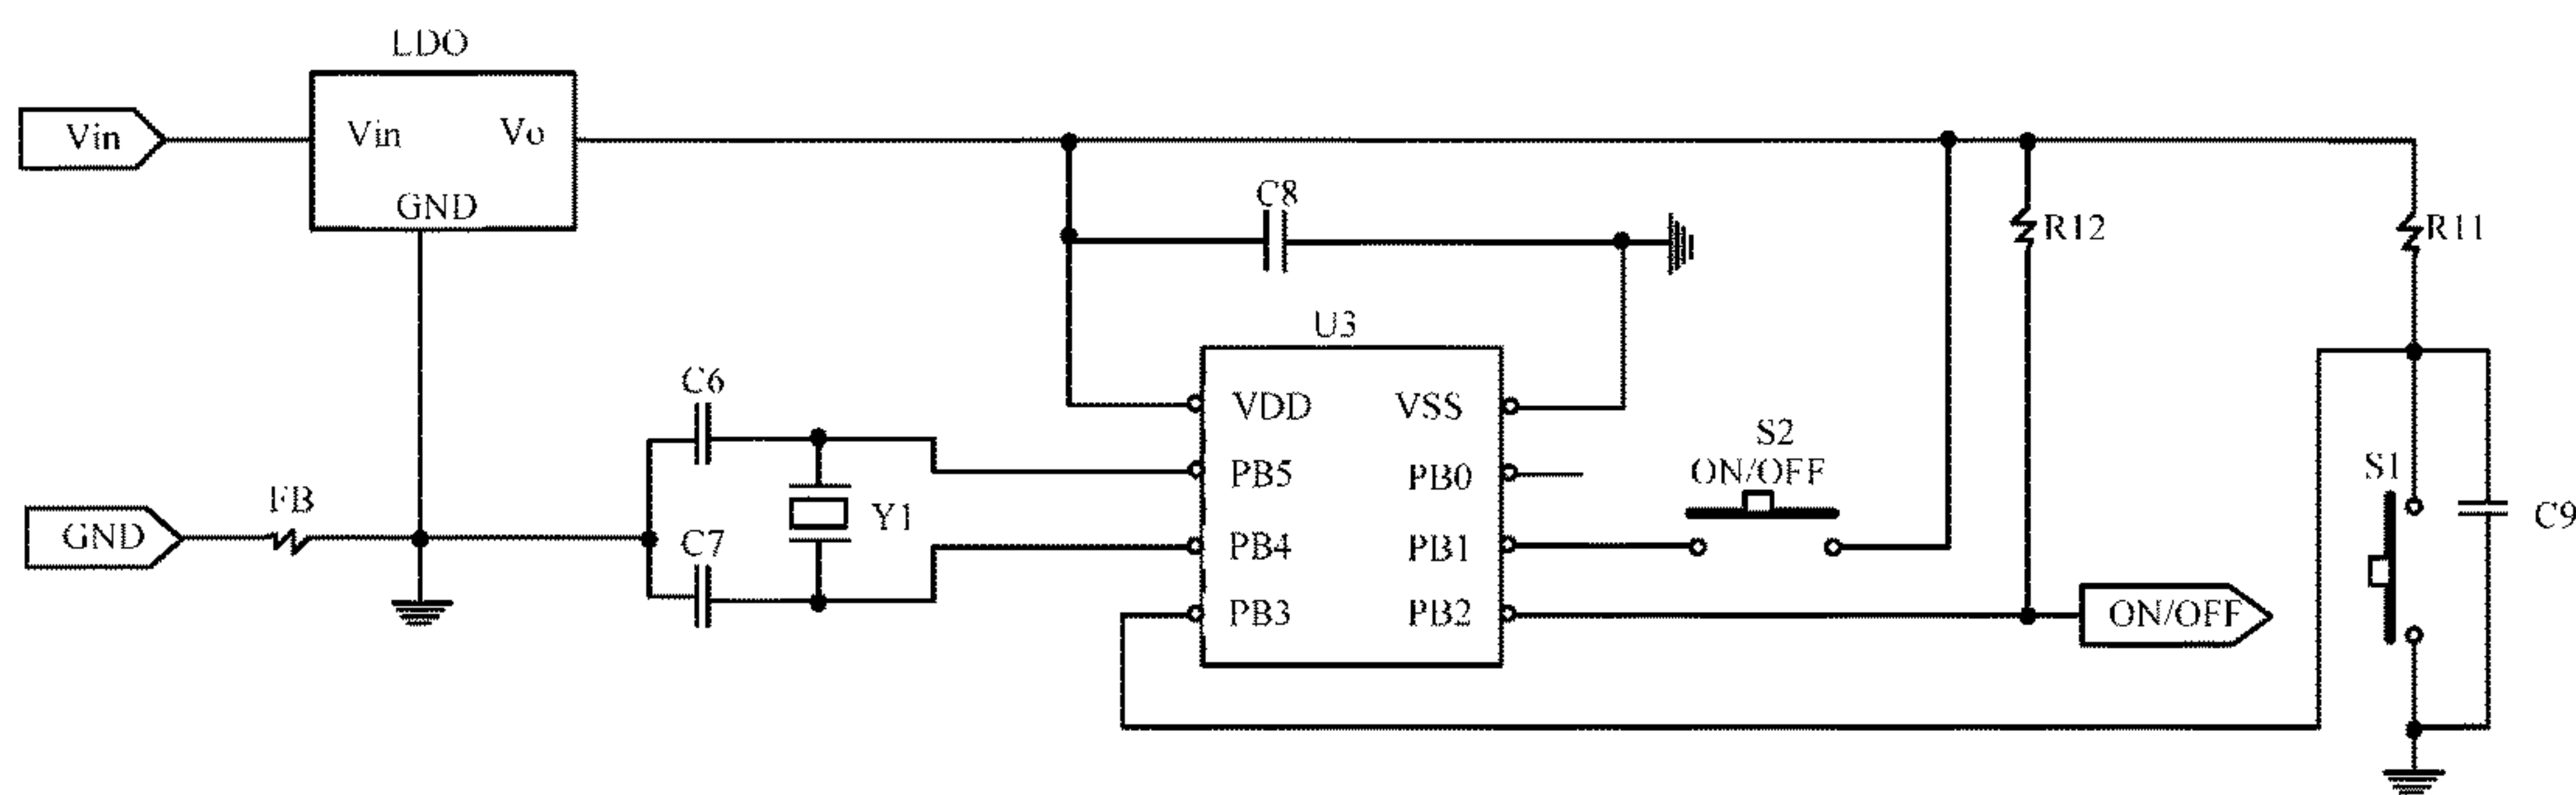 LDO
Vin
Vin
Vo
GND
C8
R12
R11
U3
C6
VDD
VSS
S2
ON/OFF
PB5
PB0
S1
FB
GND
C7
Y1
PB4
PB1
C9
PB3
PB2
ON/OFF